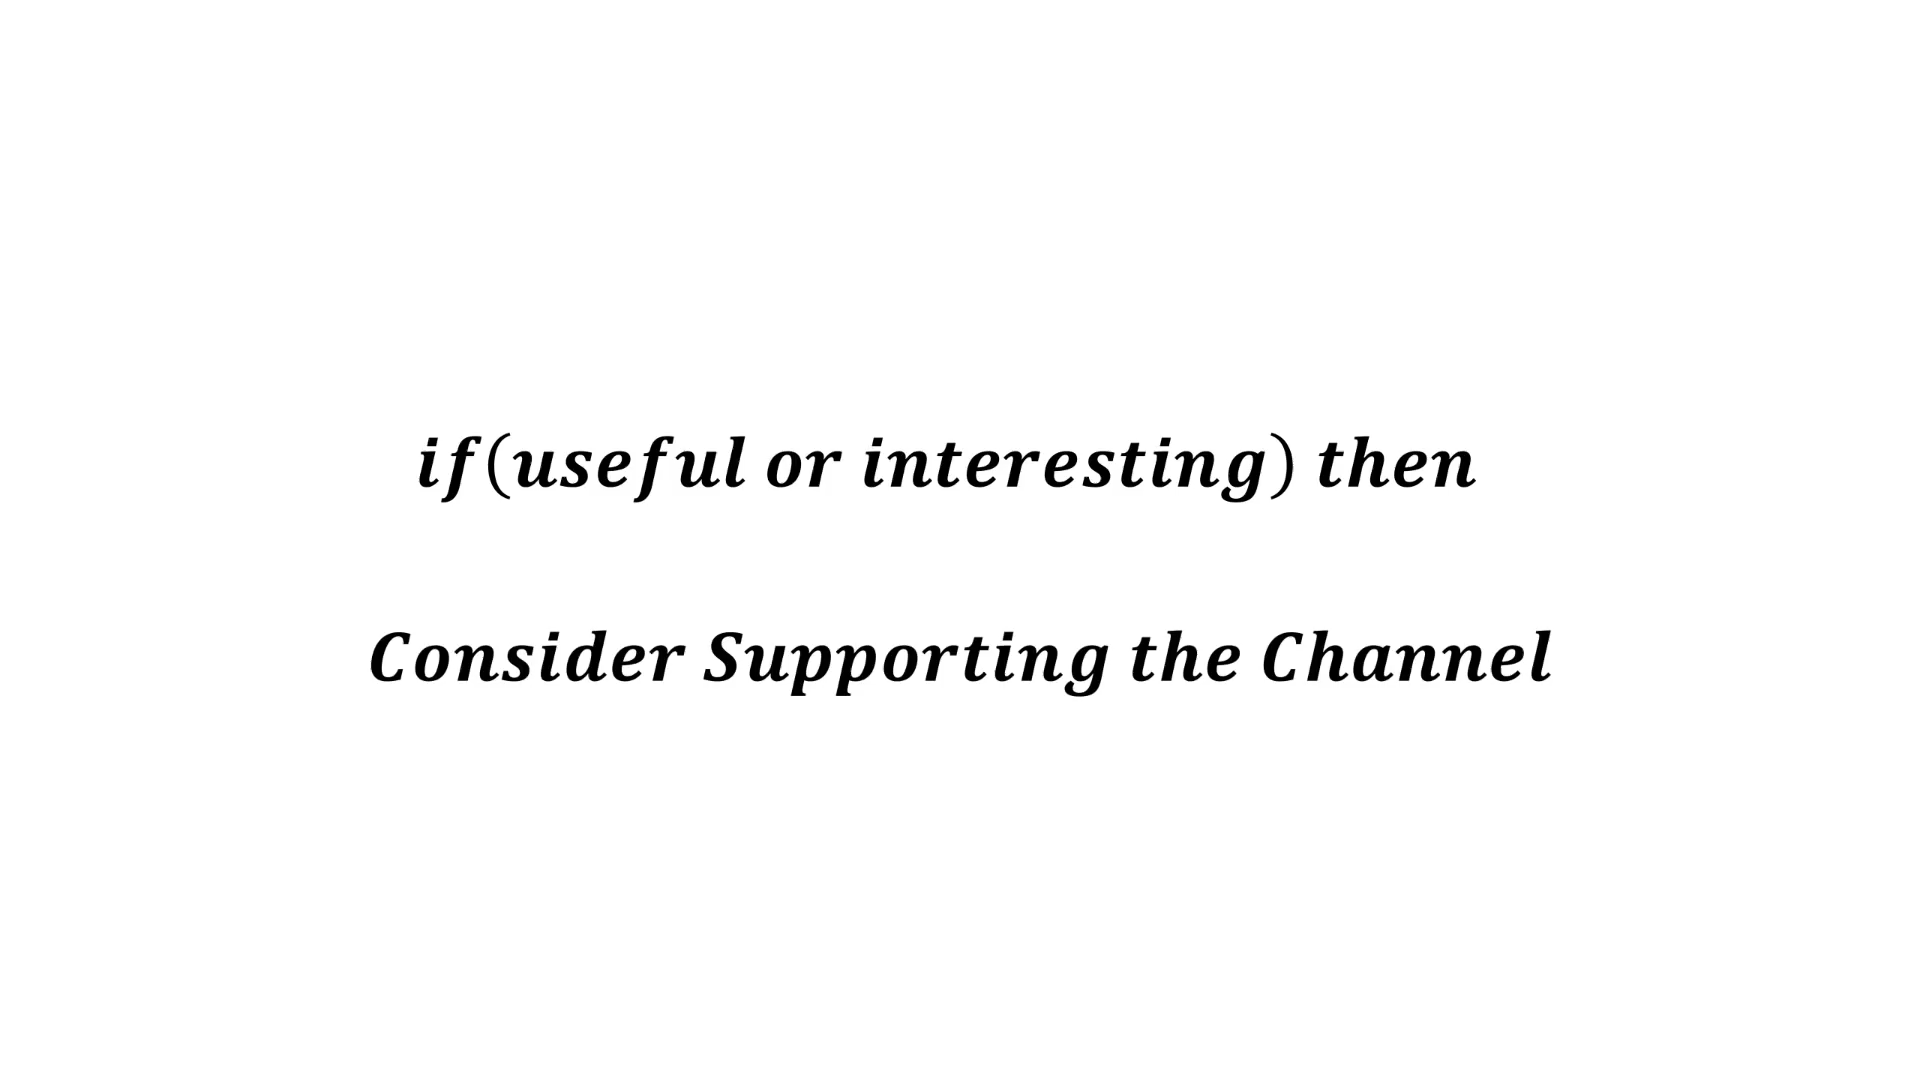 if(useful or interesting) then
Consider Supporting the Channel